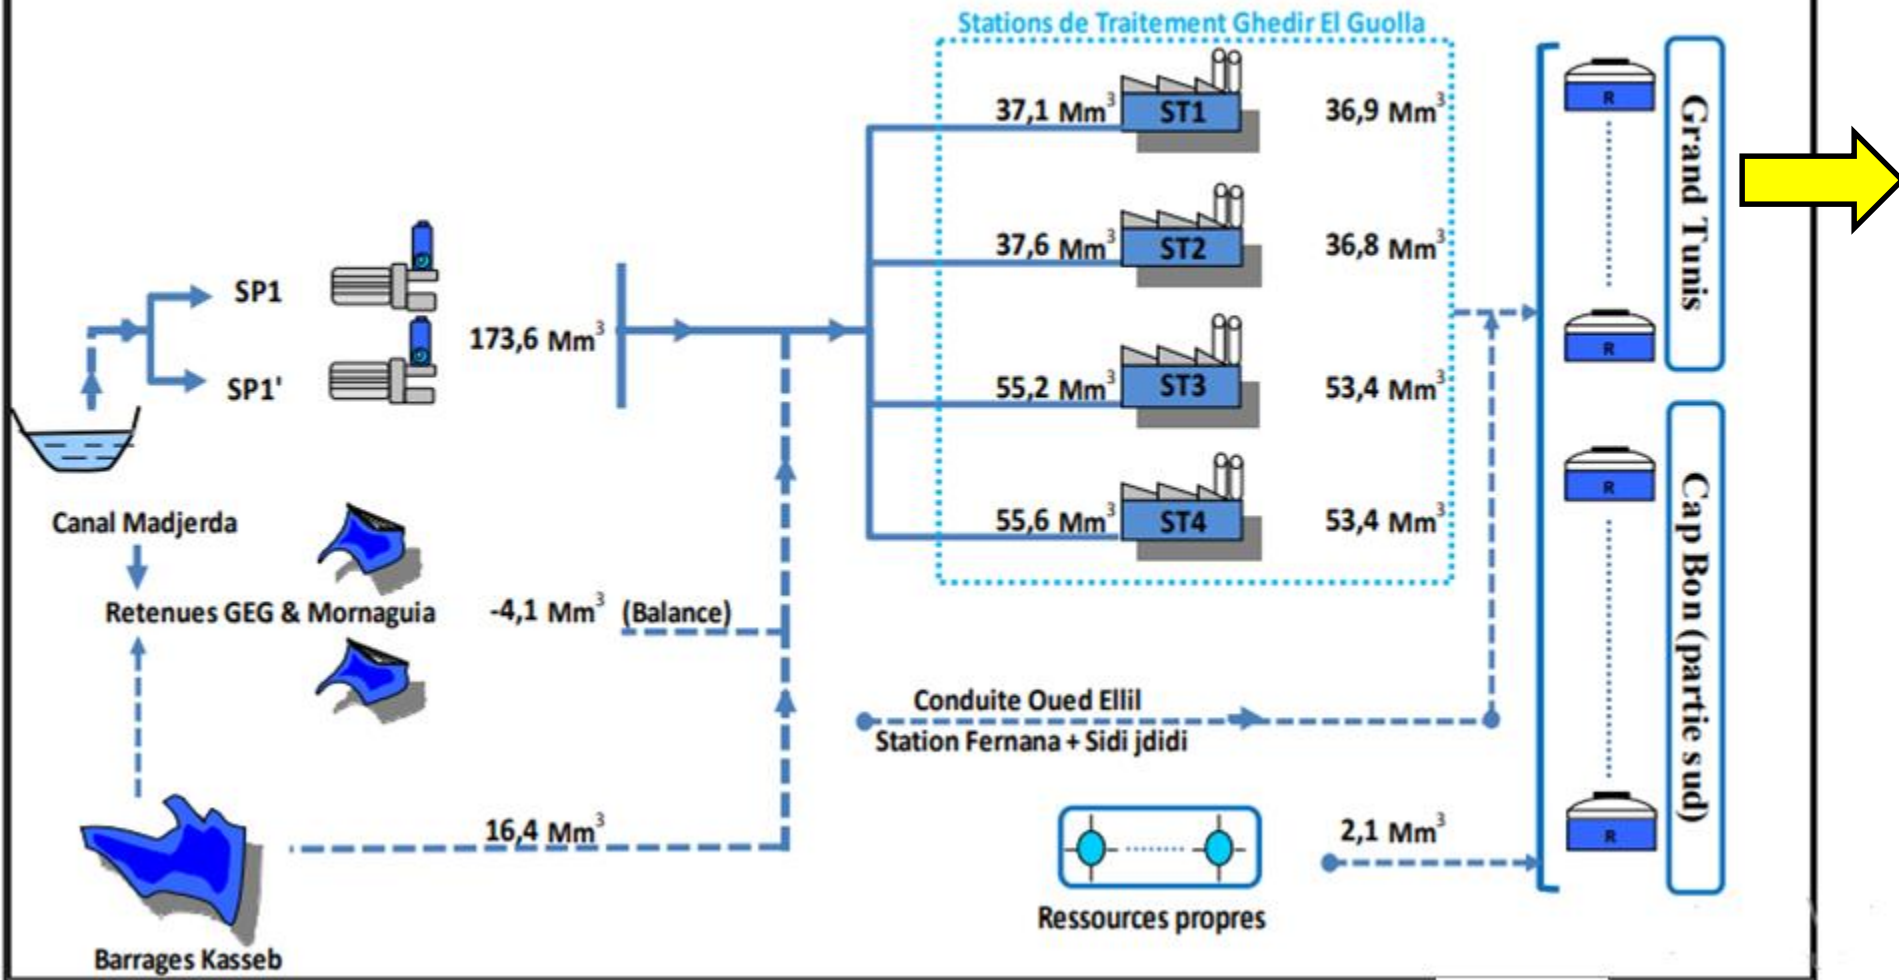 Stations de Traitement Ghedir El Guolla
37,1 Mm³
ST1
36,9 Mm³
37,6 Mm³
ST2
36,8 Mm³
55,2 Mm³
ST3
53,4 Mm³
55,6 Mm³
ST4
53,4 Mm³
SP1
SP1'
173,6 Mm³
Canal Madjerda
Retenues GEG & Mornaguia
-4,1 Mm³ (Balance)
16,4 Mm³
Barrages Kasseb
Conduite Oued Ellil
Station Fernana + Sidi jdidi
Ressources propres
2,1 Mm³
R
R
Grand Tunis
R
R
Cap Bon (partie sud)